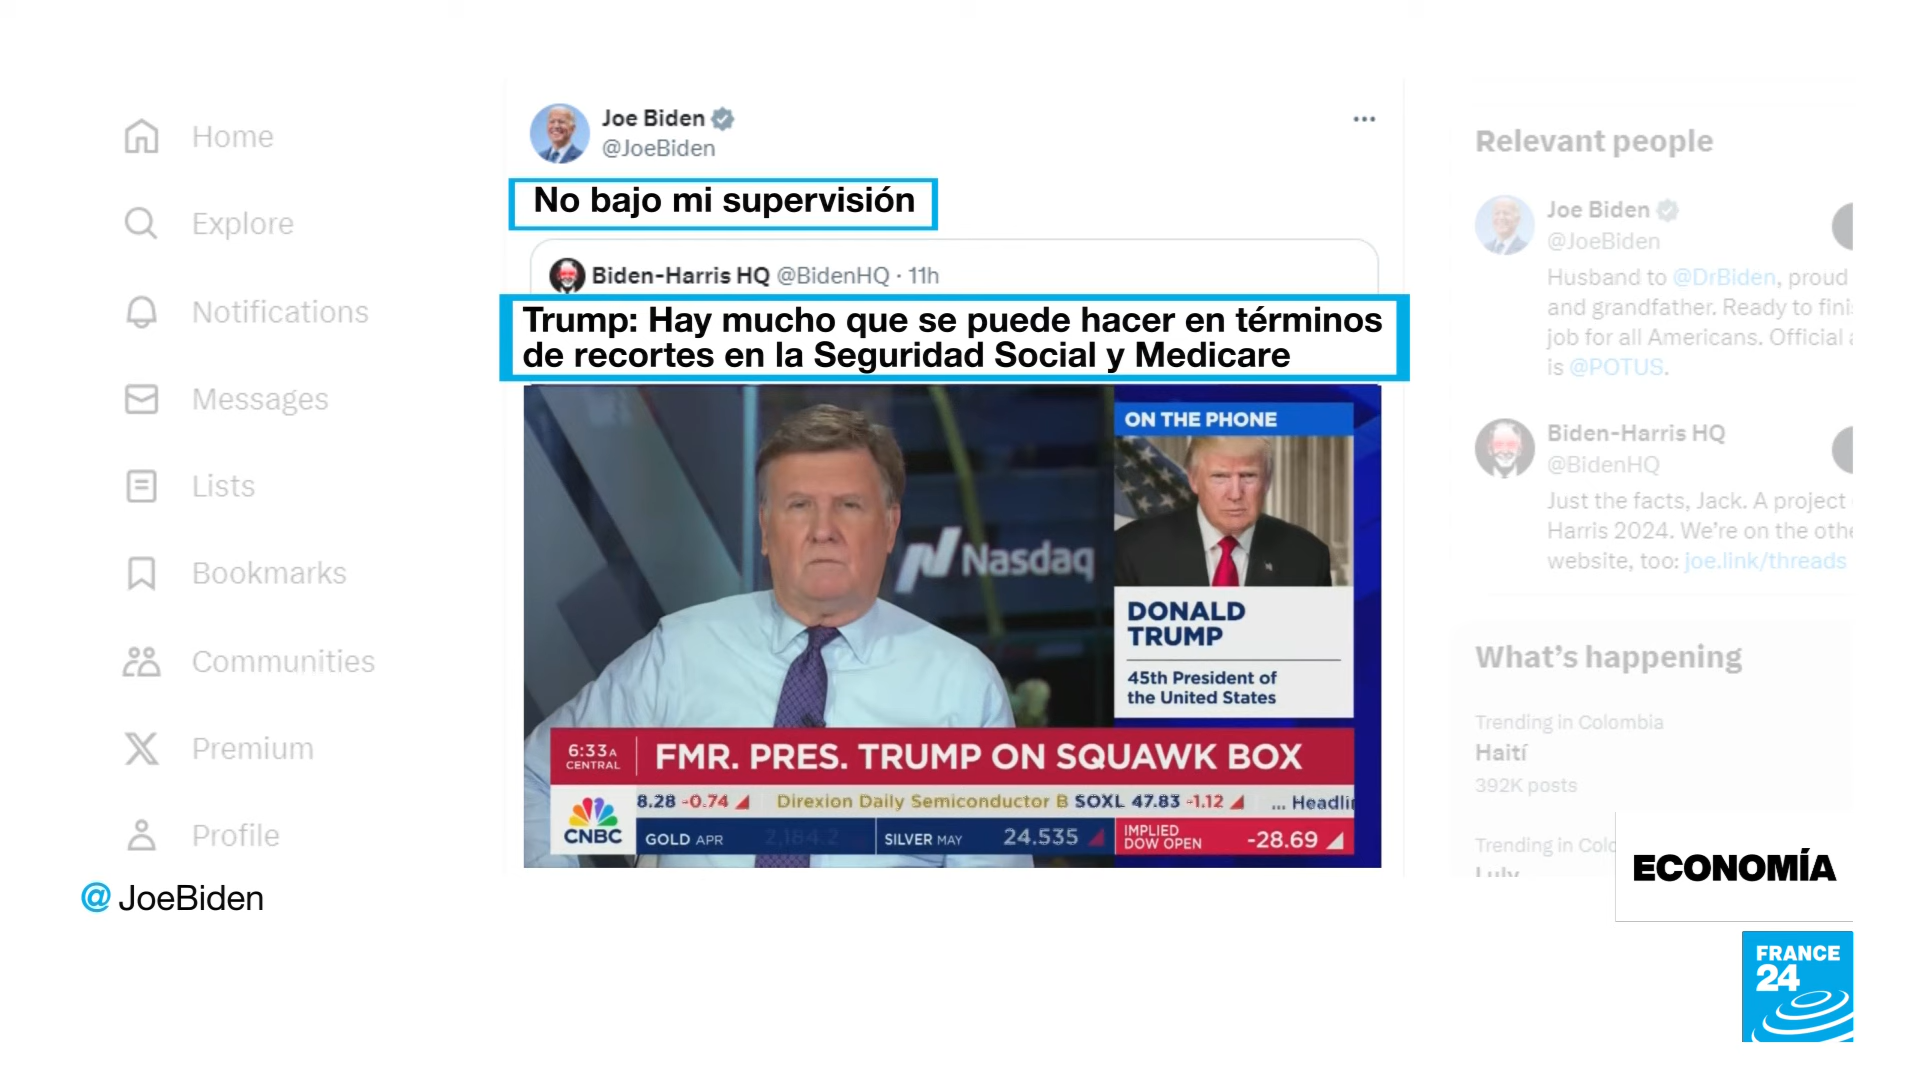 Home
Explore
Notifications
Messages
Lists
Bookmarks
Communities
Premium
Profile
@ JoeBiden
Joe Biden
@JoeBiden
No bajo mi supervisión
Biden-Harris HQ @BidenHQ · 11h
Trump: Hay mucho que se puede hacer en términos
de recortes en la Seguridad Social y Medicare
Nasdaq
ON THE PHONE
DONALD
TRUMP
45th President of
the United States
6:33A
CENTRAL
FMR. PRES. TRUMP ON SQUAWK BOX
8.28 -0.74 Direxion Daily Semiconductor B SOXL 47.83 -1.12 ... Headli
CNBC
GOLD APR 2,184.2
SILVER MAY 24.535
IMPLIED
DOW OPEN -28.69
Relevant people
Joe Biden
@JoeBiden
Husband to @DrBiden, proud
and grandfather. Ready to fini
job for all Americans. Official
is @POTUS.
Biden-Harris HQ
@BidenHQ
Just the facts, Jack. A project
Harris 2024. We're on the othe
website, too: joe.link/threads
What's happening
Trending in Colombia
Haití
392K posts
Trending in Colo
ECONOMÍA
FRANCE
24